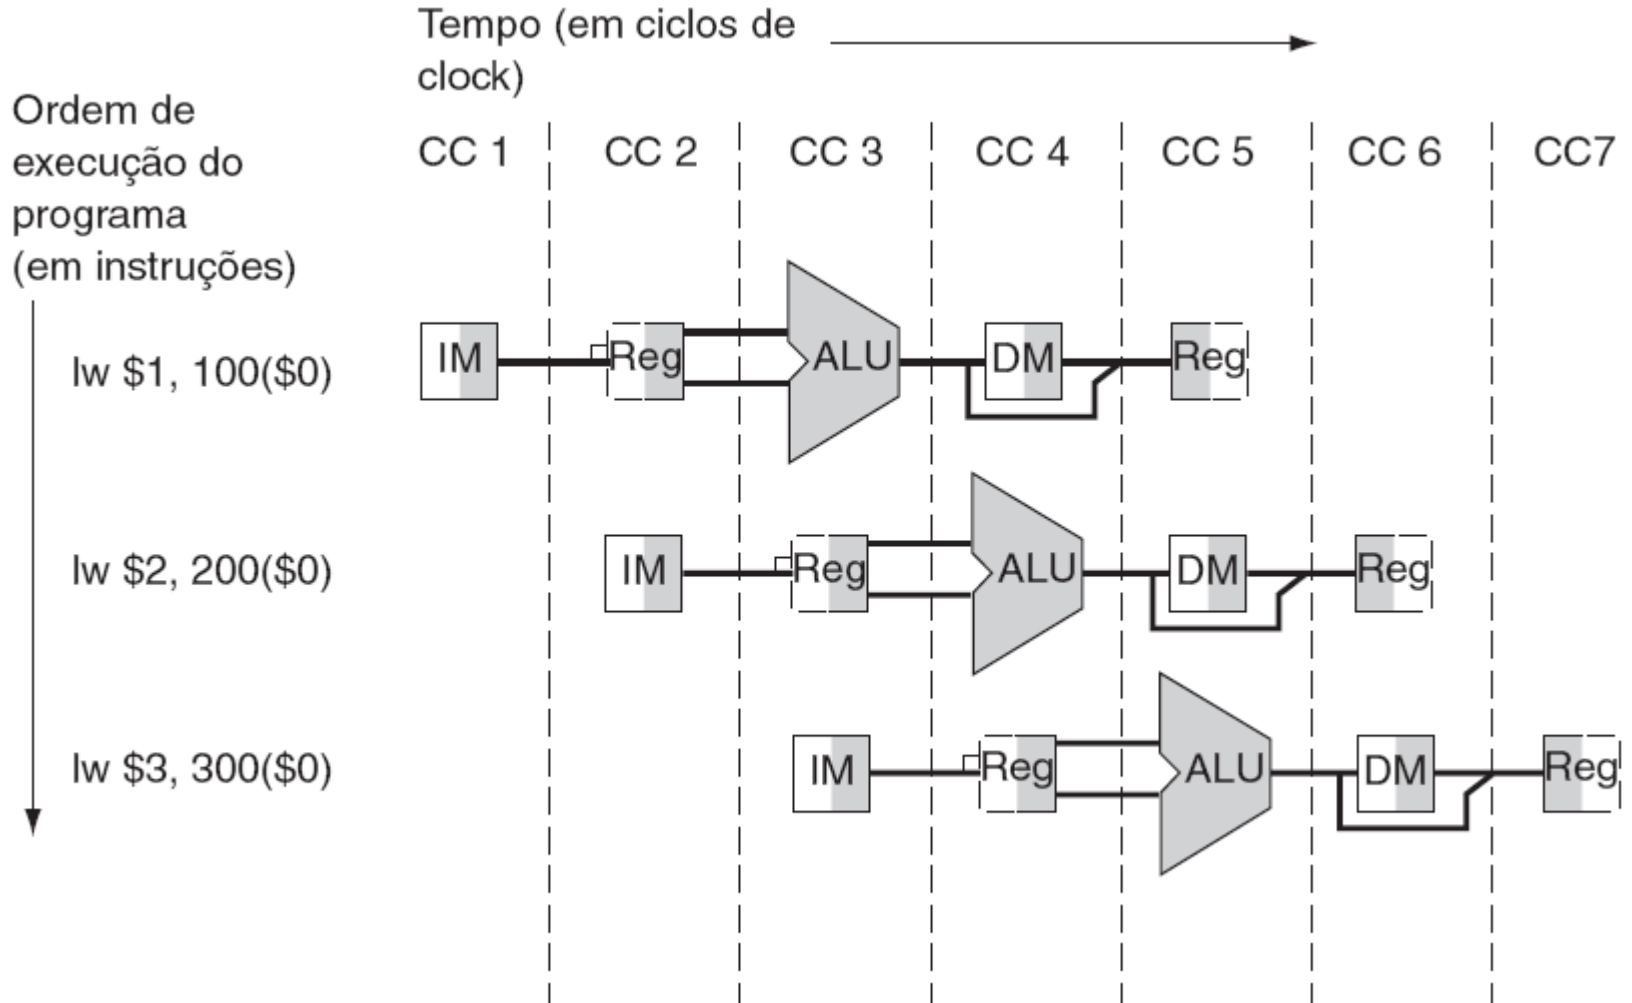 Tempo (em ciclos de
clock)
Ordem de
execução do
programa
(em instruções)
CC 1 CC 2 CC 3 CC 4 CC 5 CC 6 CC7
lw $1, 100($0) IM Reg ALU DM Reg
lw $2, 200($0) IM Reg ALU DM Reg
lw $3, 300($0) IM Reg ALU DM Reg